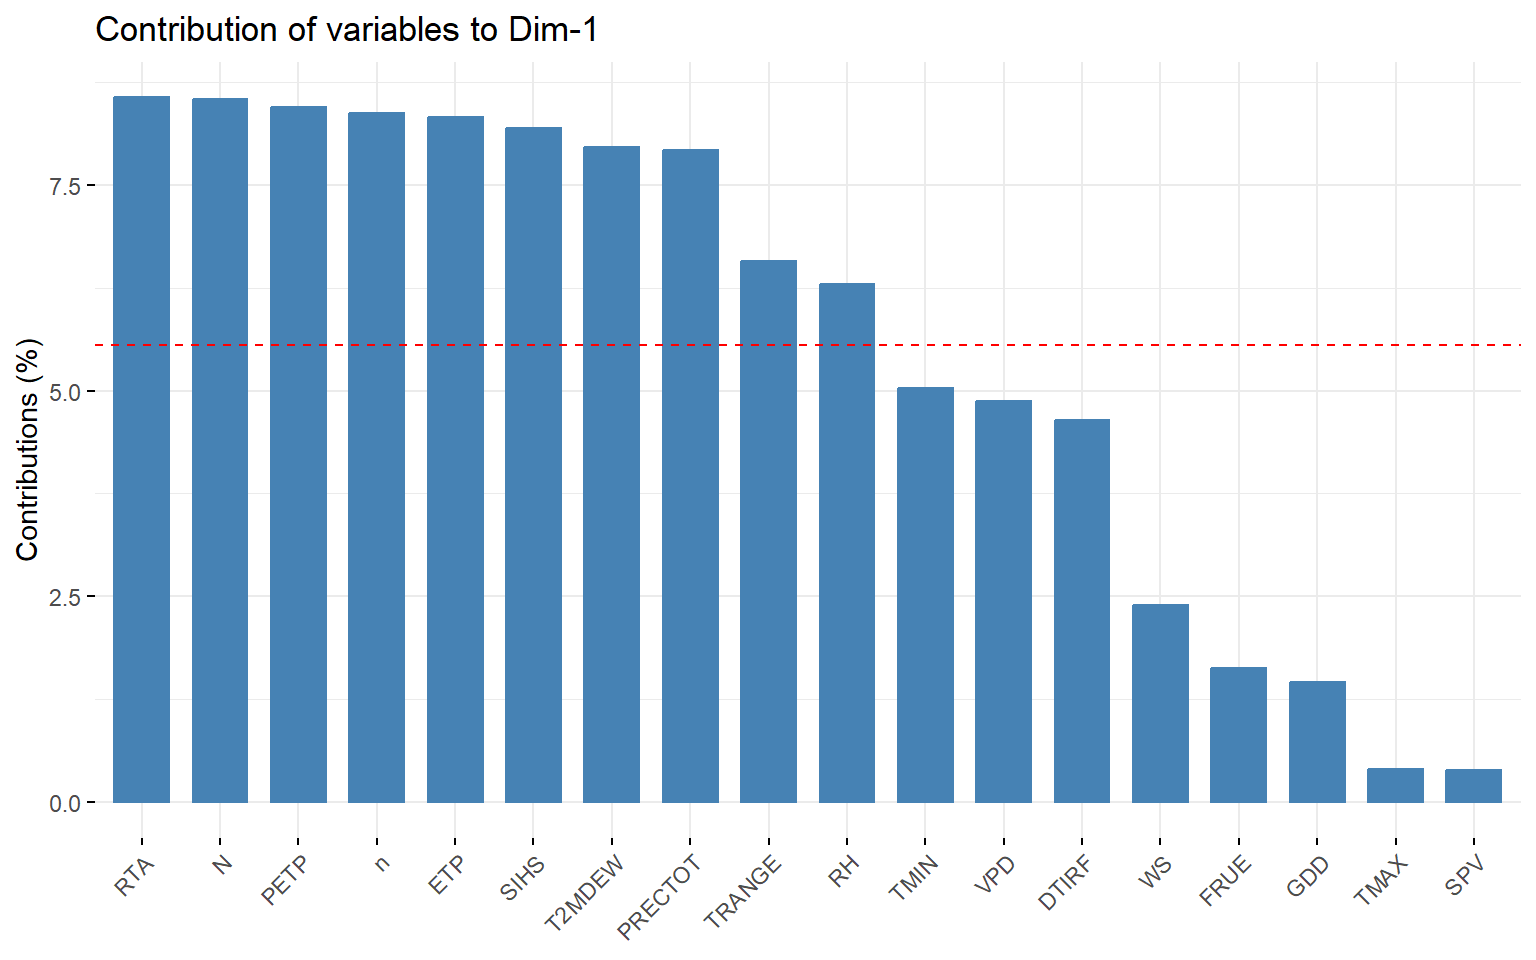 Contribution of variables to Dim-1
Contributions (%)
7.5
5.0
2.5
0.0
RTA
N
PETP
n
ETP
SIHS
T2MDEW
PRECTOT
TRANGE
RH
TMIN
VPD
DTIRF
WS
FRUE
GDD
TMAX
SPV